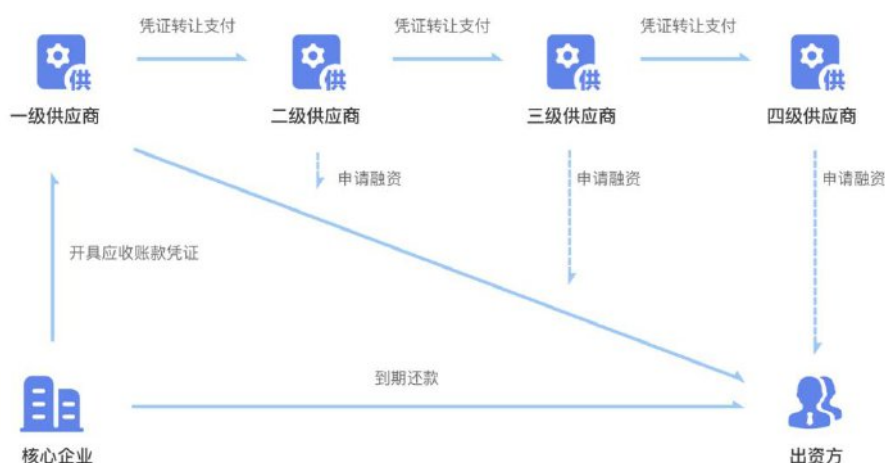 凭证转让支付
凭证转让支付
凭证转让支付
供
供
供
供
一级供应商
二级供应商
三级供应商
四级供应商
申请融资
申请融资
申请融资
开具应收账款凭证
到期还款
核心企业
出资方